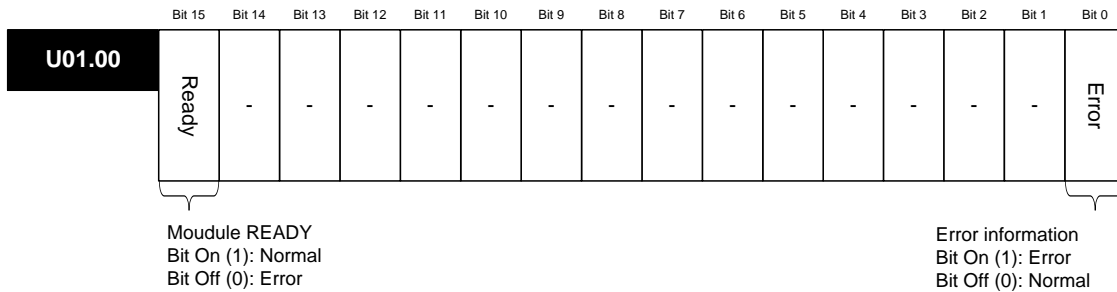 Bit 15 Bit 14 Bit 13 Bit 12 Bit 11 Bit 10 Bit 9 Bit 8 Bit 7 Bit 6 Bit 5 Bit 4 Bit 3 Bit 2 Bit 1 Bit 0
U01.00
Ready - - - - - - - - - - - - - - Error
Moudule READY
Bit On (1): Normal
Bit Off (0): Error
Error information
Bit On (1): Error
Bit Off (0): Normal